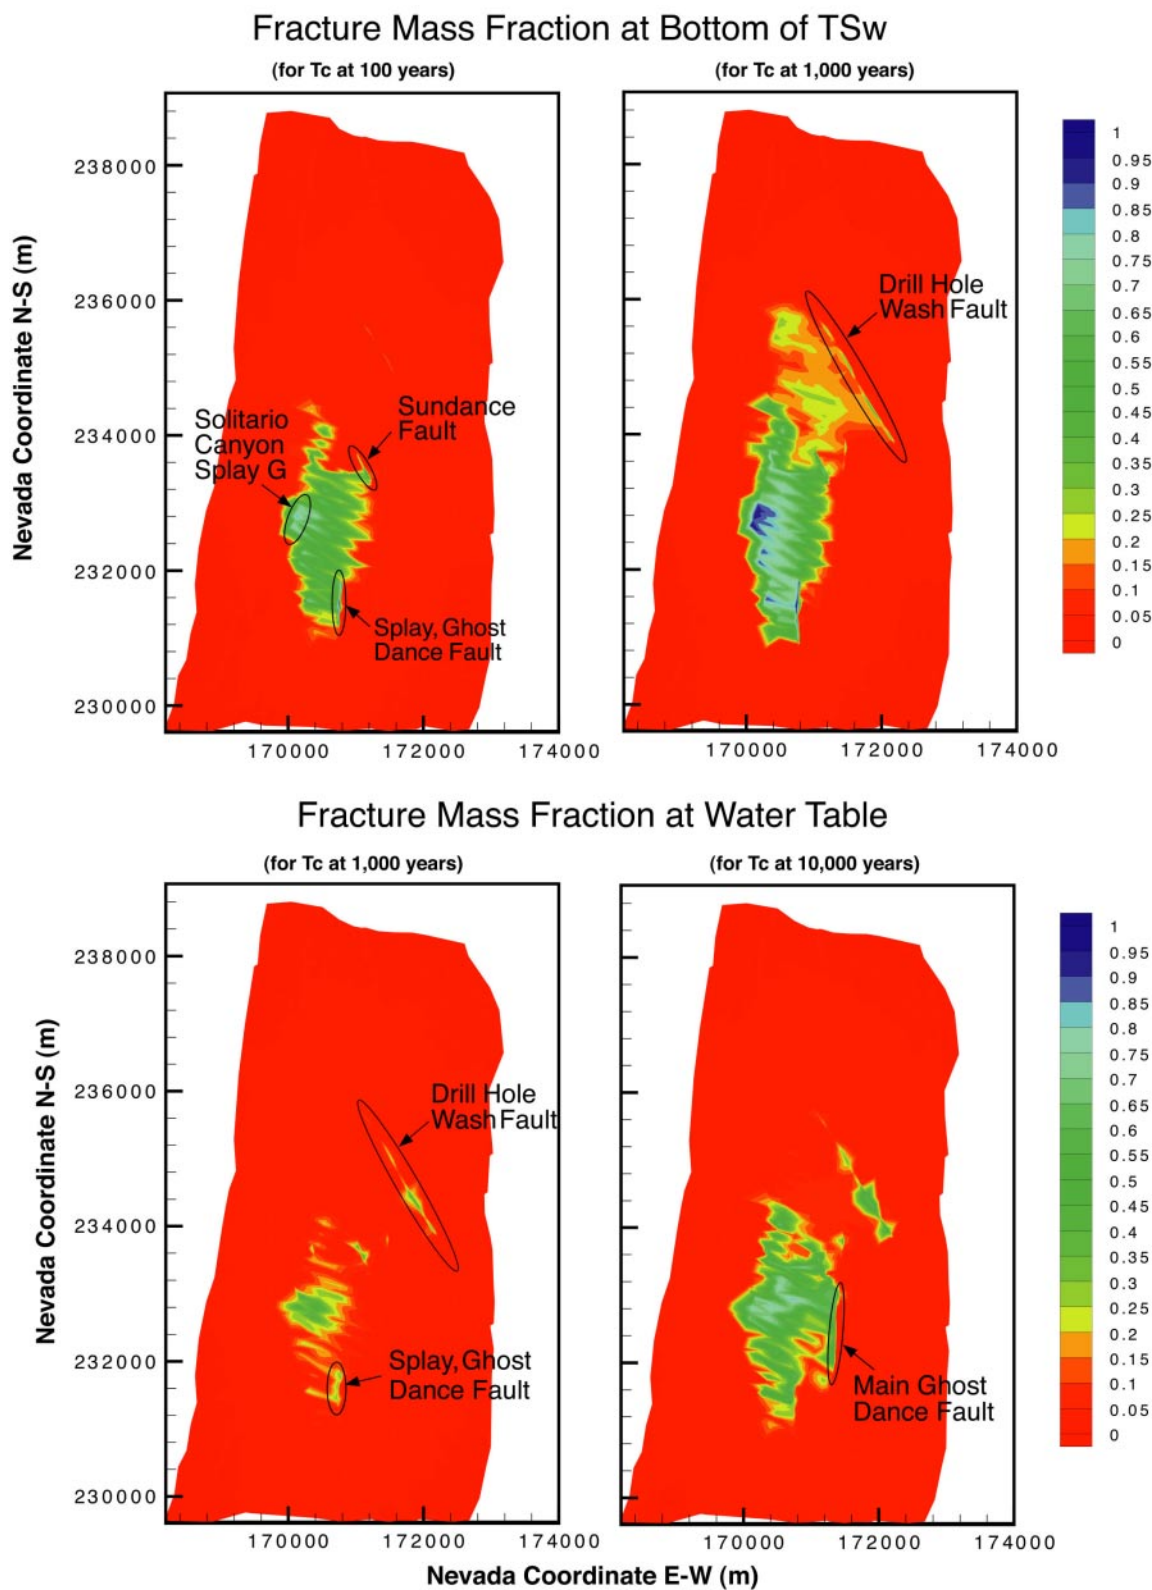 Fracture Mass Fraction at Bottom of TSw
(for Tc at 100 years)
(for Tc at 1,000 years)
Nevada Coordinate N-S (m)
238000
236000
234000
232000
230000
Solitario
Canyon
Splay G
Sundance
Fault
Splay, Ghost
Dance Fault
170000 172000 174000
Drill Hole
Wash Fault
170000 172000 174000
1
0.95
0.9
0.85
0.8
0.75
0.7
0.65
0.6
0.55
0.5
0.45
0.4
0.35
0.3
0.25
0.2
0.15
0.1
0.05
0
Fracture Mass Fraction at Water Table
(for Tc at 1,000 years)
(for Tc at 10,000 years)
Nevada Coordinate N-S (m)
238000
236000
234000
232000
230000
Drill Hole
Wash Fault
Splay, Ghost
Dance Fault
170000 172000 174000
Main Ghost
Dance Fault
170000 172000 174000
1
0.95
0.9
0.85
0.8
0.75
0.7
0.65
0.6
0.55
0.5
0.45
0.4
0.35
0.3
0.25
0.2
0.15
0.1
0.05
0
Nevada Coordinate E-W (m)